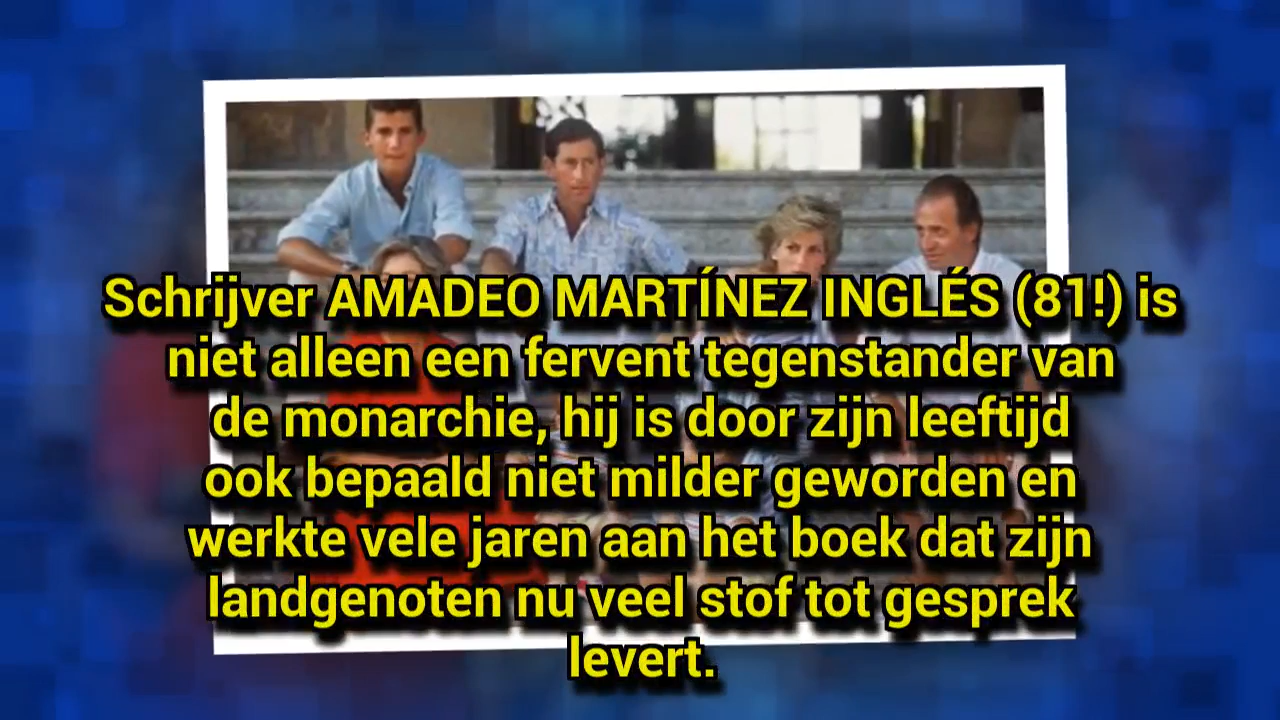 Schrijver AMADEO MARTÍNEZ INGLÉS (81!) is
niet alleen een fervent tegenstander van
de monarchie, hij is door zijn leeftijd
ook bepaald niet milder geworden en
werkte vele jaren aan het boek dat zijn
landgenoten nu veel stof tot gesprek
levert.